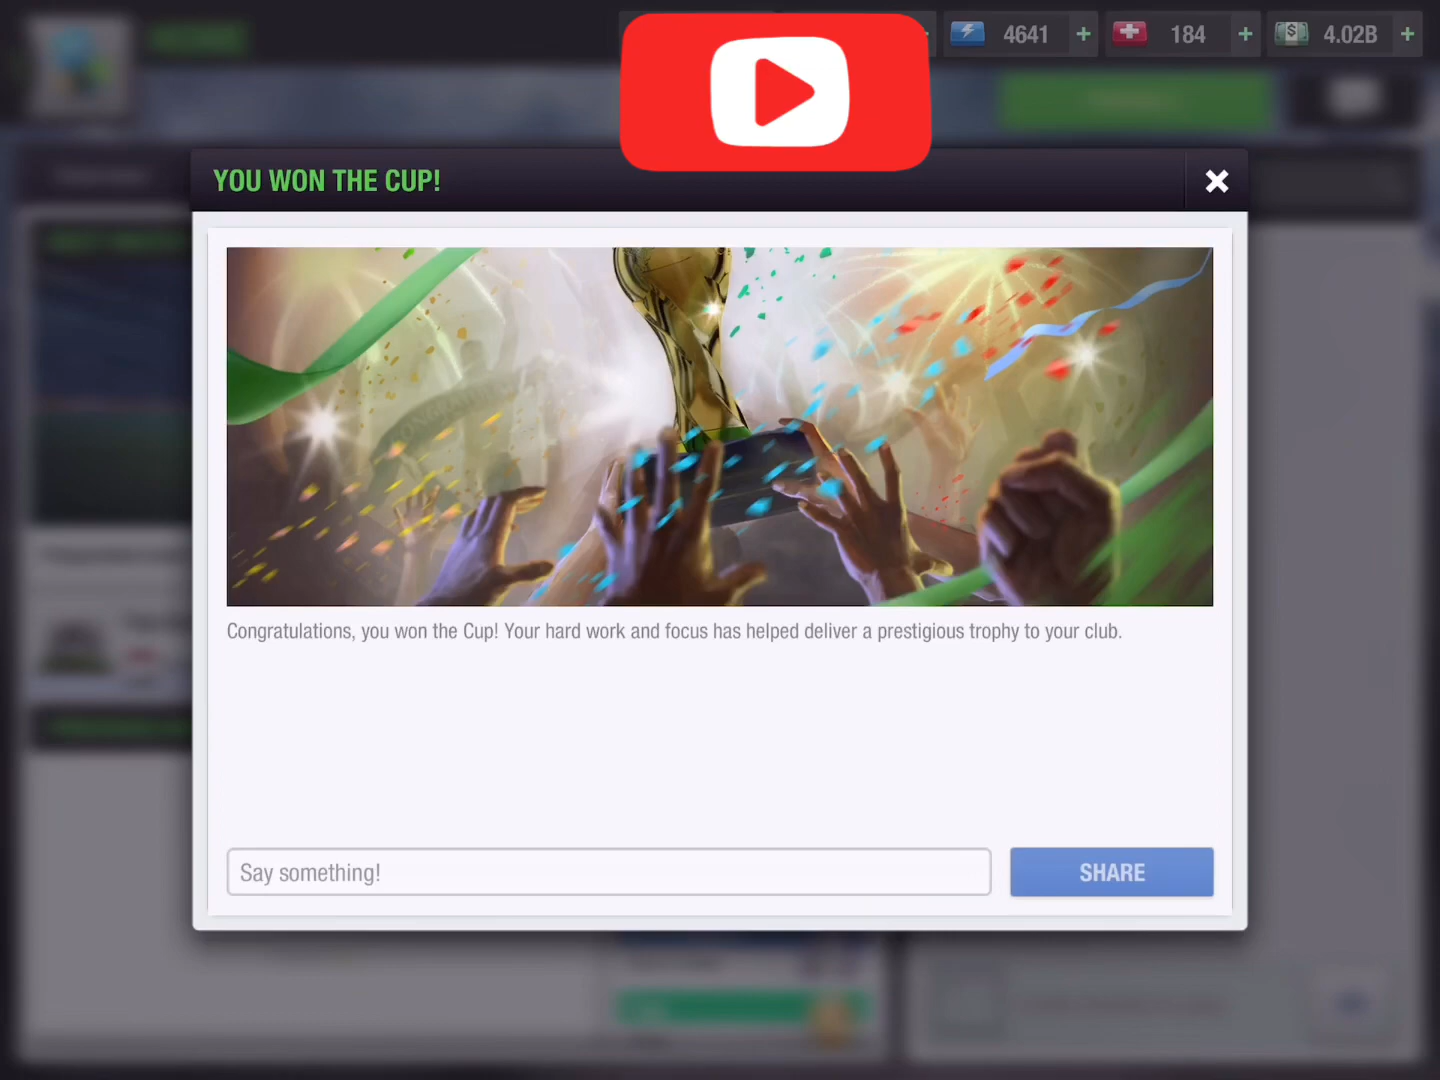 4641 + 184 + 4.02B +
YOU WON THE CUP!
Congratulations, you won the Cup! Your hard work and focus has helped deliver a prestigious trophy to your club.
Say something!
SHARE